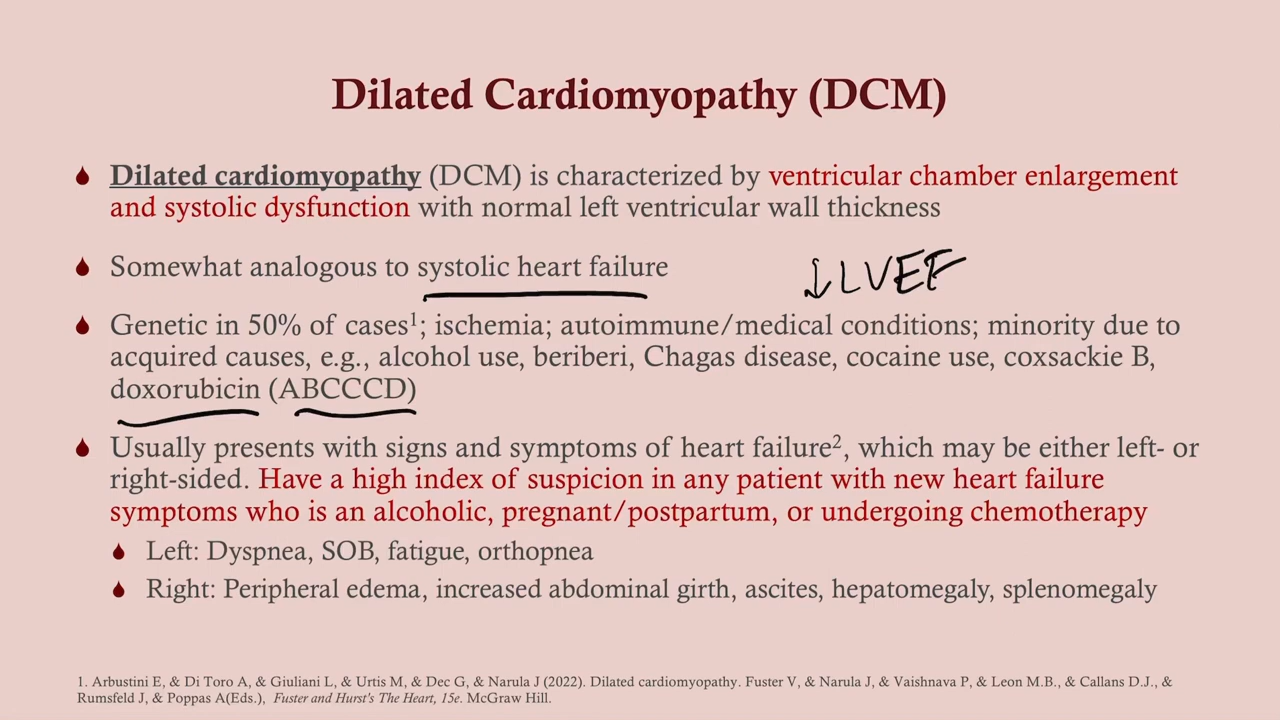 Dilated Cardiomyopathy (DCM)
Dilated cardiomyopathy (DCM) is characterized by ventricular chamber enlargement
and systolic dysfunction with normal left ventricular wall thickness
Somewhat analogous to systolic heart failure
↓LVEF
Genetic in 50% of cases¹; ischemia; autoimmune/medical conditions; minority due to
acquired causes, e.g., alcohol use, beriberi, Chagas disease, cocaine use, coxsackie B,
doxorubicin (ABCCCD)
Usually presents with signs and symptoms of heart failure², which may be either left- or
right-sided. Have a high index of suspicion in any patient with new heart failure
symptoms who is an alcoholic, pregnant/postpartum, or undergoing chemotherapy
Left: Dyspnea, SOB, fatigue, orthopnea
Right: Peripheral edema, increased abdominal girth, ascites, hepatomegaly, splenomegaly
1. Arbustini E, & Di Toro A, & Giuliani L, & Urtis M, & Dec G, & Narula J (2022). Dilated cardiomyopathy. Fuster V, & Narula J, & Vaishnava P, & Leon M.B., & Callans D.J., &
Rumsfeld J, & Poppas A(Eds.), Fuster and Hurst's The Heart, 15e. McGraw Hill.